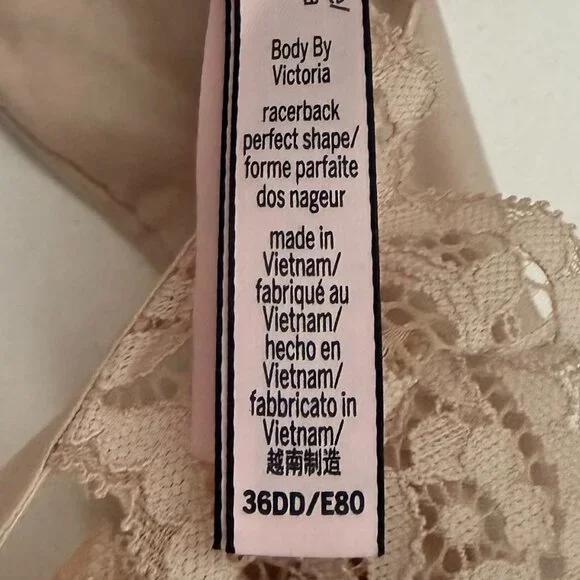 Body By
Victoria
racerback
perfect shape/
forme parfaite
dos nageur
made in
Vietnam/
fabriqué au
Vietnam/
hecho en
Vietnam/
fabbricato in
Vietnam/
越南制造
36DD/E80